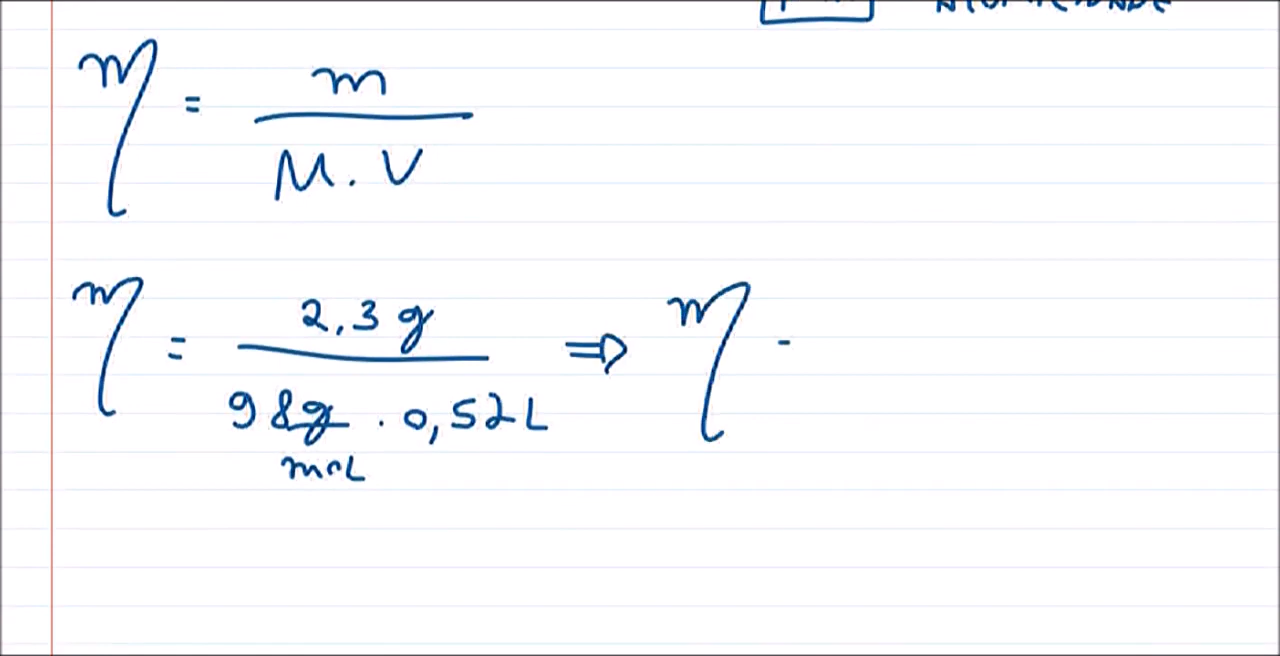 m = m / M . V
m = 2,3 g / 98 g/mol . 0,52 L ⇒ m -